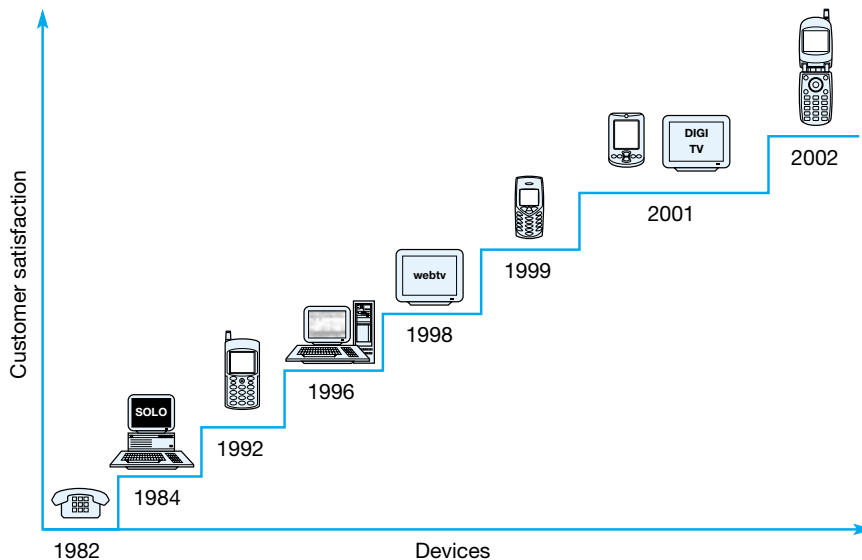 Customer satisfaction
DIGI
TV
2002
2001
webtv
1999
1998
1996
SOLO
1992
1984
1982
Devices